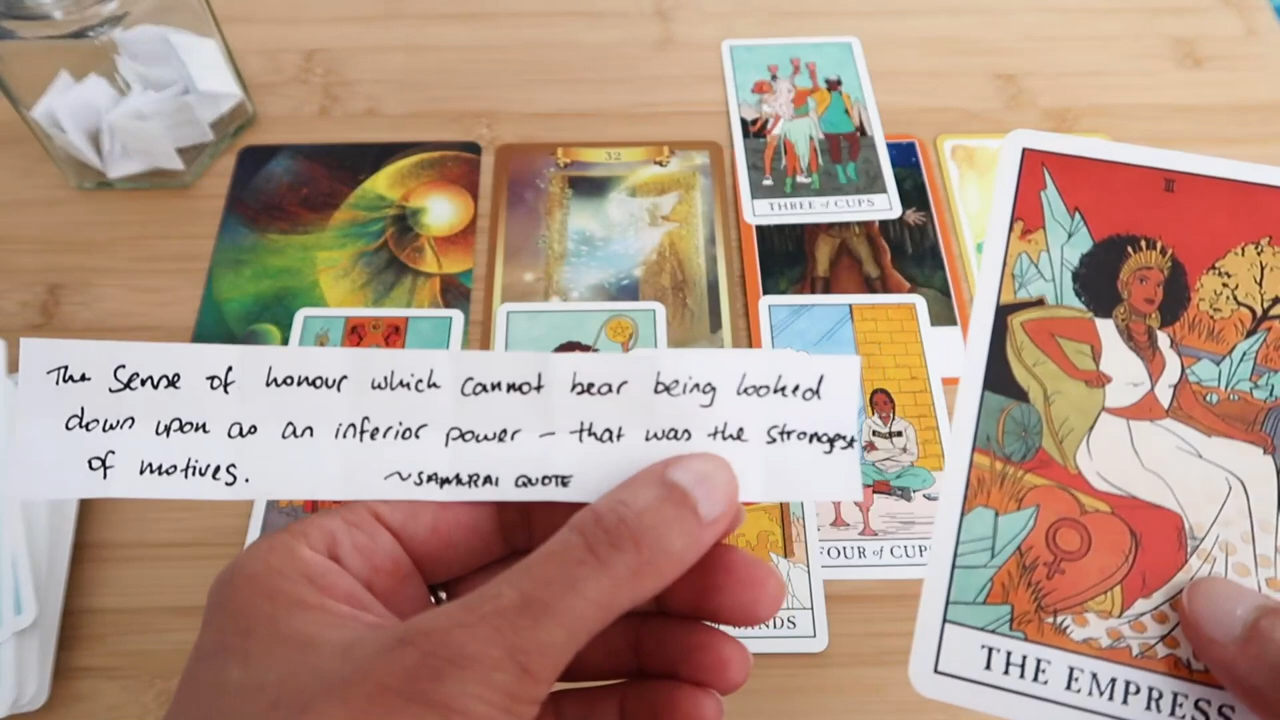 32
THREE of CUPS
III
The Sense of honour which cannot bear being looked
down upon as an inferior power – that was the strongest
of motives.
~SAMURAI QUOTE
FOUR of CUPS
WANDS
THE EMPRESS